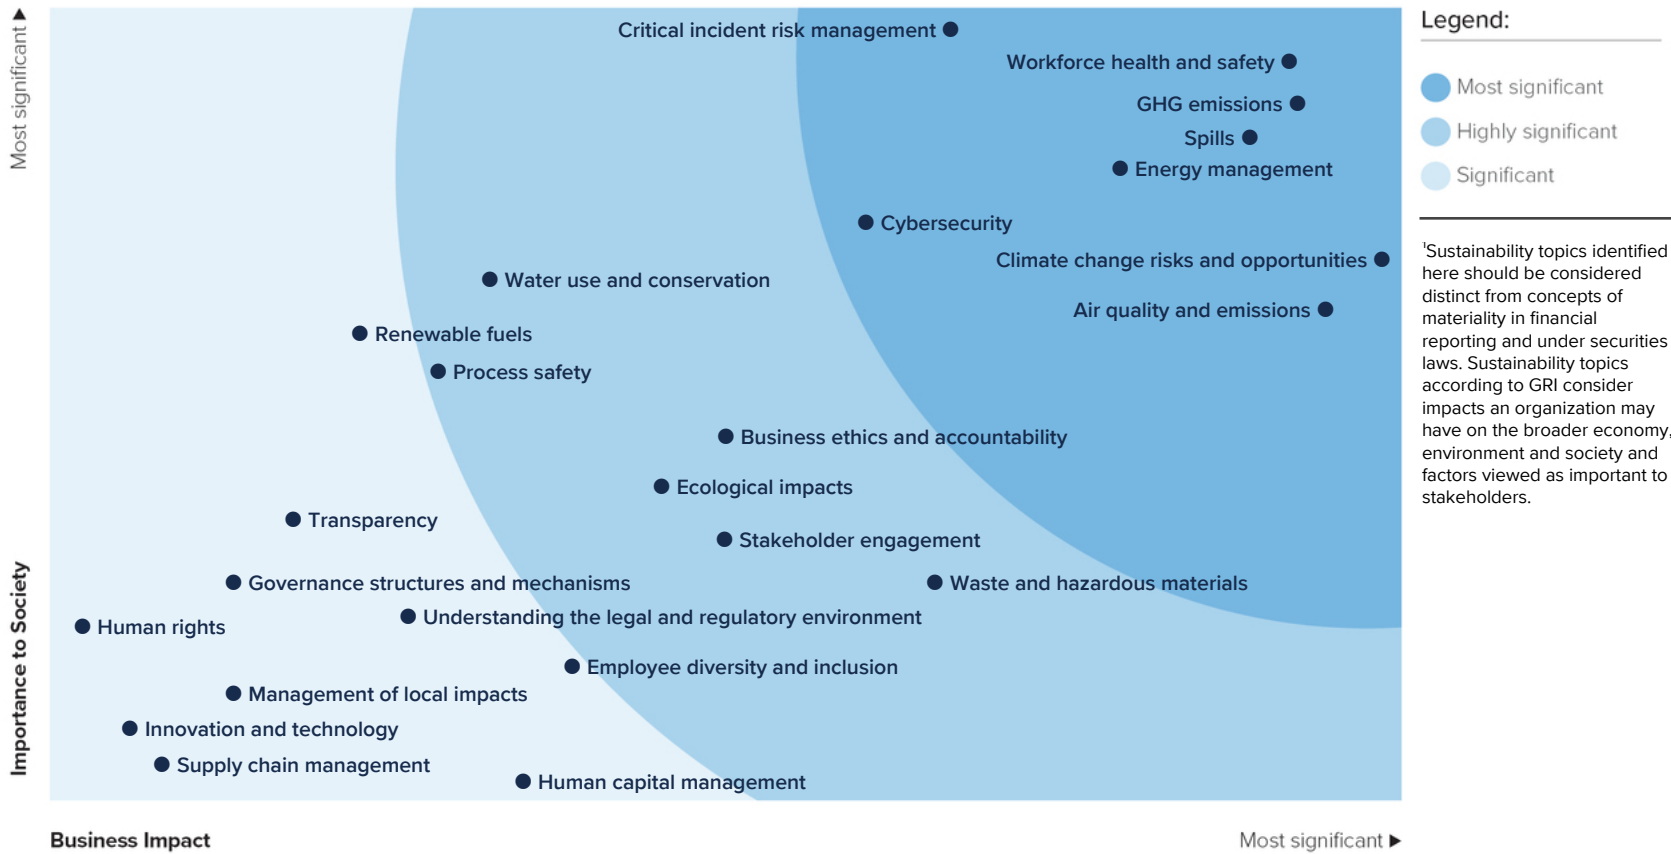 Most significant ▶
Importance to Society
Critical incident risk management
Workforce health and safety
GHG emissions
Spills
Energy management
Cybersecurity
Climate change risks and opportunities
Water use and conservation
Air quality and emissions
Renewable fuels
Process safety
Business ethics and accountability
Ecological impacts
Transparency
Stakeholder engagement
Governance structures and mechanisms
Waste and hazardous materials
Understanding the legal and regulatory environment
Human rights
Employee diversity and inclusion
Management of local impacts
Innovation and technology
Supply chain management
Human capital management
Business Impact
Most significant ▶
Legend:
Most significant
Highly significant
Significant
¹Sustainability topics identified
here should be considered
distinct from concepts of
materiality in financial
reporting and under securities
laws. Sustainability topics
according to GRI consider
impacts an organization may
have on the broader economy,
environment and society and
factors viewed as important to
stakeholders.